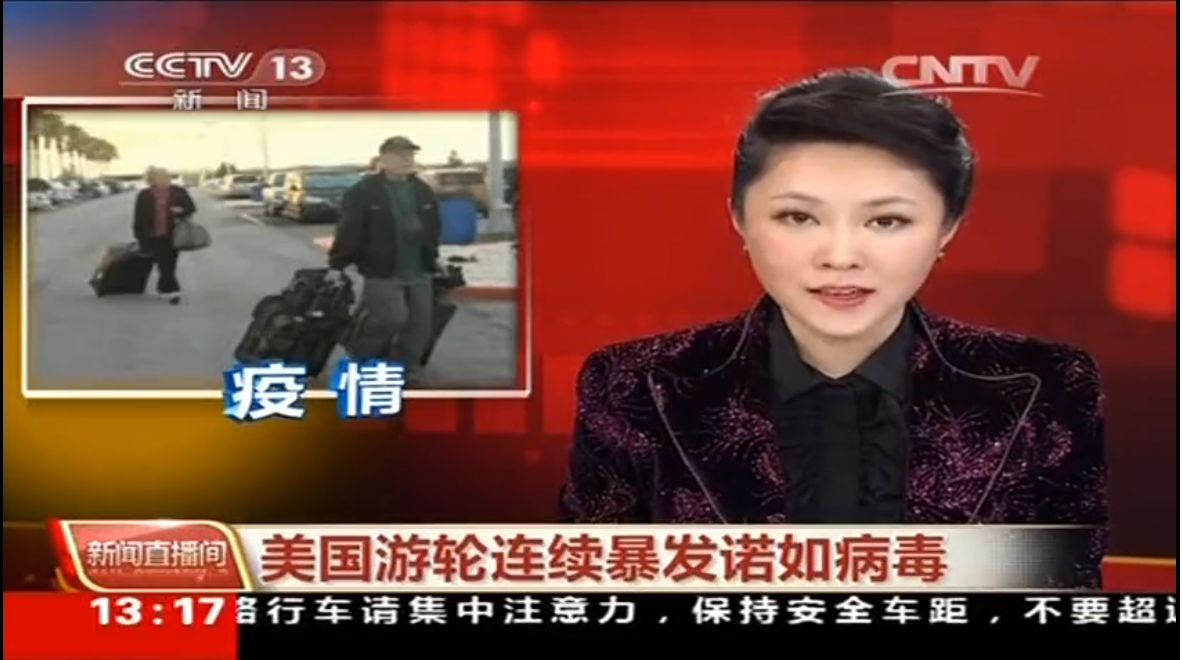 CCTV 13
新闻
CNTV
疫情
新闻直播间
美国游轮连续暴发诺如病毒
13:17
路行车请集中注意力，保持安全车距，不要超